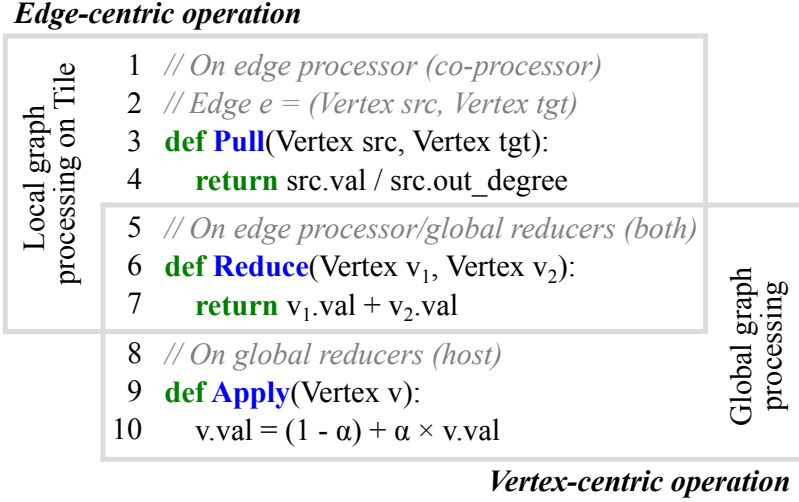 Edge-centric operation
Local graph
processing on Tile
1 // On edge processor (co-processor)
2 // Edge e = (Vertex src, Vertex tgt)
3 def Pull(Vertex src, Vertex tgt):
4 return src.val / src.out_degree
5 // On edge processor/global reducers (both)
6 def Reduce(Vertex v₁, Vertex v₂):
7 return v₁.val + v₂.val
8 // On global reducers (host)
9 def Apply(Vertex v):
10 v.val = (1 - α) + α × v.val
Global graph
processing
Vertex-centric operation